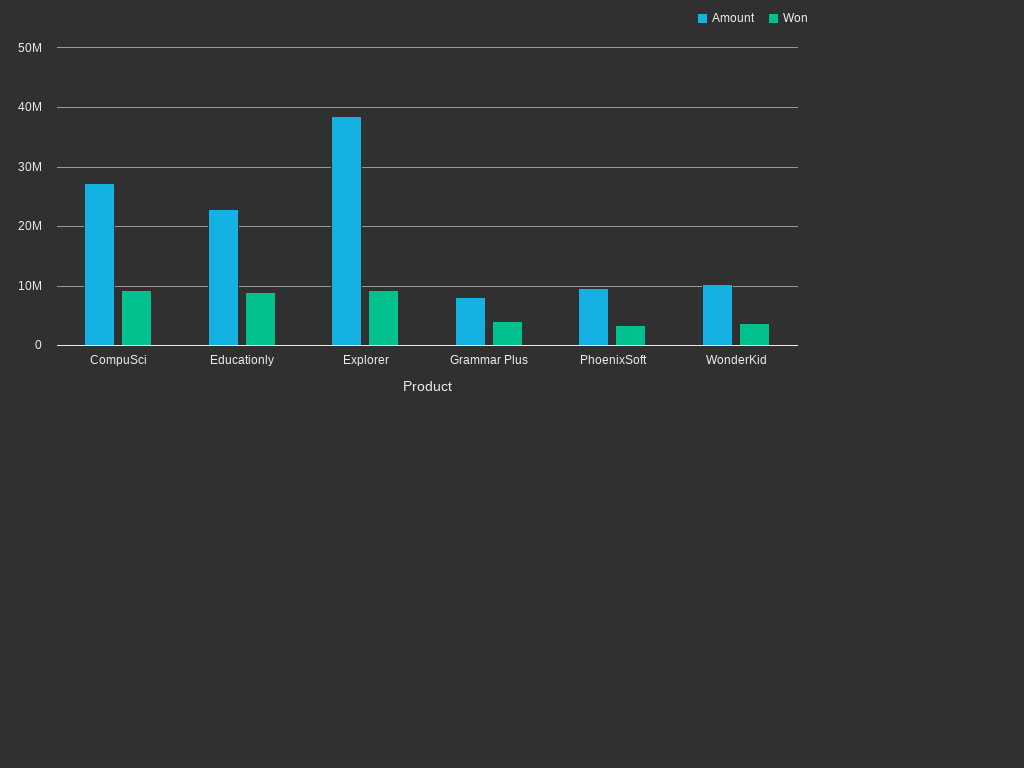 Amount Won
50M
40M
30M
20M
10M
0
CompuSci Educationly Explorer Grammar Plus PhoenixSoft WonderKid
Product